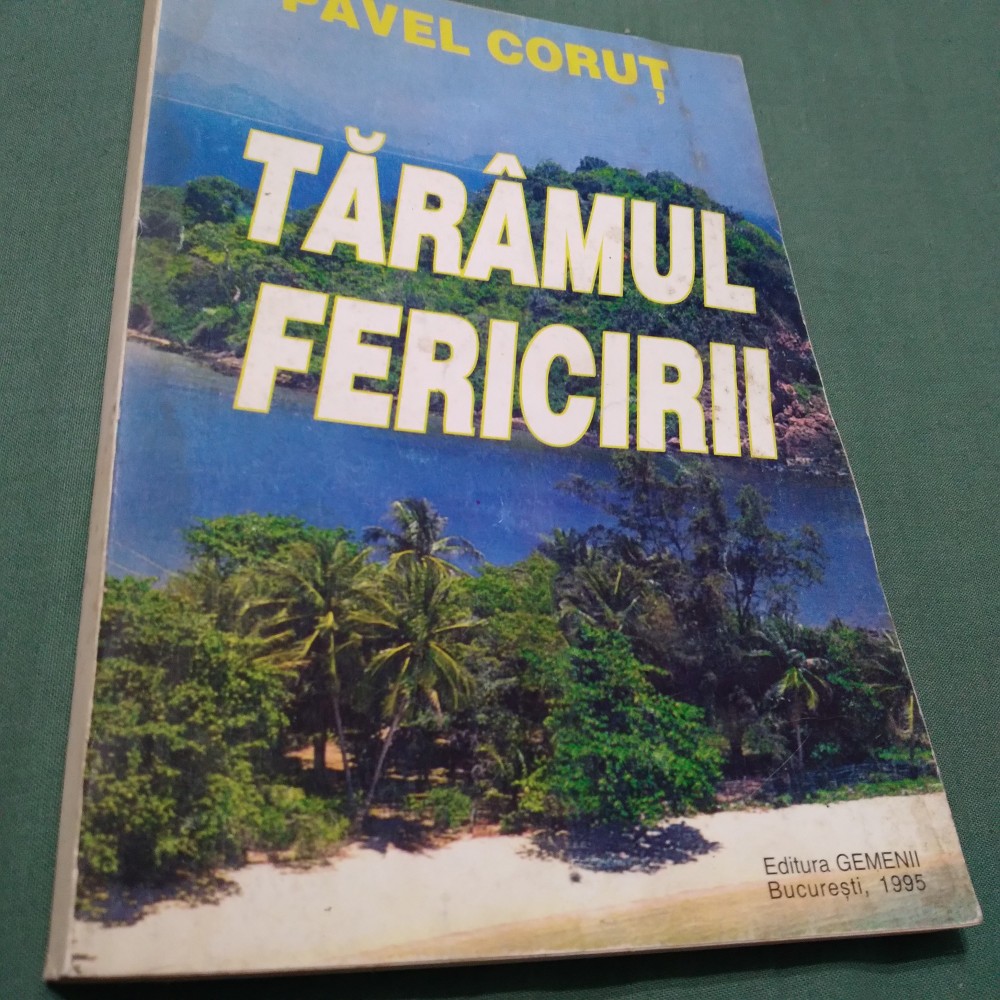 PAVEL CORUȚ
TĂRÂMUL
FERICIRII
Editura GEMENII
București, 1995